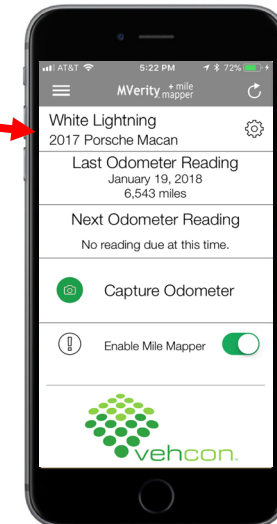 AT&T 5:22 PM 72%
MVerity + mile mapper
White Lightning
2017 Porsche Macan
Last Odometer Reading
January 19, 2018
6,543 miles
Next Odometer Reading
No reading due at this time.
Capture Odometer
Enable Mile Mapper
vehcon